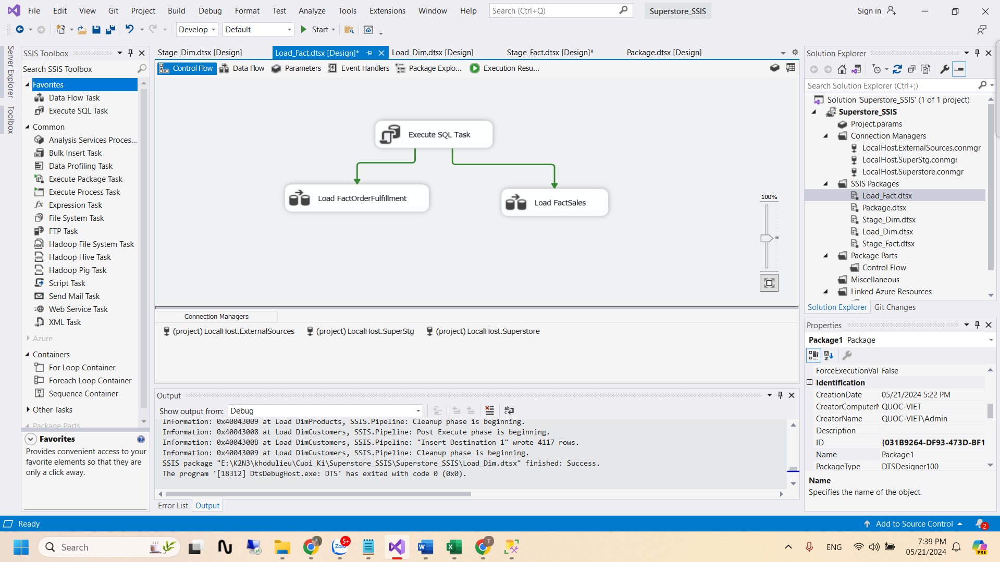 File Edit View Git Project Build Debug Format Test Analyze Tools Extensions Window Help Search (Ctrl+Q) Superstore_SSIS Sign in
Develop Default Start
Server Explorer
Toolbox
SSIS Toolbox
Search SSIS Toolbox
Favorites
Data Flow Task
Execute SQL Task
Common
Analysis Services Proces...
Bulk Insert Task
Data Profiling Task
Execute Package Task
Execute Process Task
Expression Task
File System Task
FTP Task
Hadoop File System Task
Hadoop Hive Task
Hadoop Pig Task
Script Task
Send Mail Task
Web Service Task
XML Task
Azure
Containers
For Loop Container
Foreach Loop Container
Sequence Container
Other Tasks
Package Parts
Favorites
Provides convenient access to your
favorite elements so that they are
only a click away.
Stage_Dim.dtsx [Design] Load_Fact.dtsx [Design]* Load_Dim.dtsx [Design] Stage_Fact.dtsx [Design]* Package.dtsx [Design]
Control Flow Data Flow Parameters Event Handlers Package Explo... Execution Resu...
Execute SQL Task
Load FactOrderFulfillment
Load FactSales
100%
Connection Managers
(project) LocalHost.ExternalSources (project) LocalHost.SuperStg (project) LocalHost.Superstore
Output
Show output from: Debug
Information: 0x40043009 at Load DimProducts, SSIS.Pipeline: Cleanup phase is beginning.
Information: 0x40043008 at Load DimCustomers, SSIS.Pipeline: Post Execute phase is beginning.
Information: 0x4004300B at Load DimCustomers, SSIS.Pipeline: "Insert Destination 1" wrote 4117 rows.
Information: 0x40043009 at Load DimCustomers, SSIS.Pipeline: Cleanup phase is beginning.
SSIS package "E:\K2N3\khodulieu\Cuoi_Ki\Superstore_SSIS\Superstore_SSIS\Load_Dim.dtsx" finished: Success.
The program '[18312] DtsDebugHost.exe: DTS' has exited with code 0 (0x0).
Error List Output
Solution Explorer
Search Solution Explorer (Ctrl+;)
Solution 'Superstore_SSIS' (1 of 1 project)
Superstore_SSIS
Project.params
Connection Managers
LocalHost.ExternalSources.conmgr
LocalHost.SuperStg.conmgr
LocalHost.Superstore.conmgr
SSIS Packages
Load_Fact.dtsx
Package.dtsx
Stage_Dim.dtsx
Load_Dim.dtsx
Stage_Fact.dtsx
Package Parts
Control Flow
Miscellaneous
Linked Azure Resources
Solution Explorer Git Changes
Properties
Package1 Package
ForceExecutionVal False
Identification
CreationDate 05/21/2024 5:22 PM
CreatorComputerN QUOC-VIET
CreatorName QUOC-VIET\Admin
Description
ID {031B9264-DF93-473D-BF1
Name Package1
PackageType DTSDesigner100
Name
Specifies the name of the object.
Ready Add to Source Control 2
Search Zalo 5+ T ENG 7:39 PM
05/21/2024
PRE